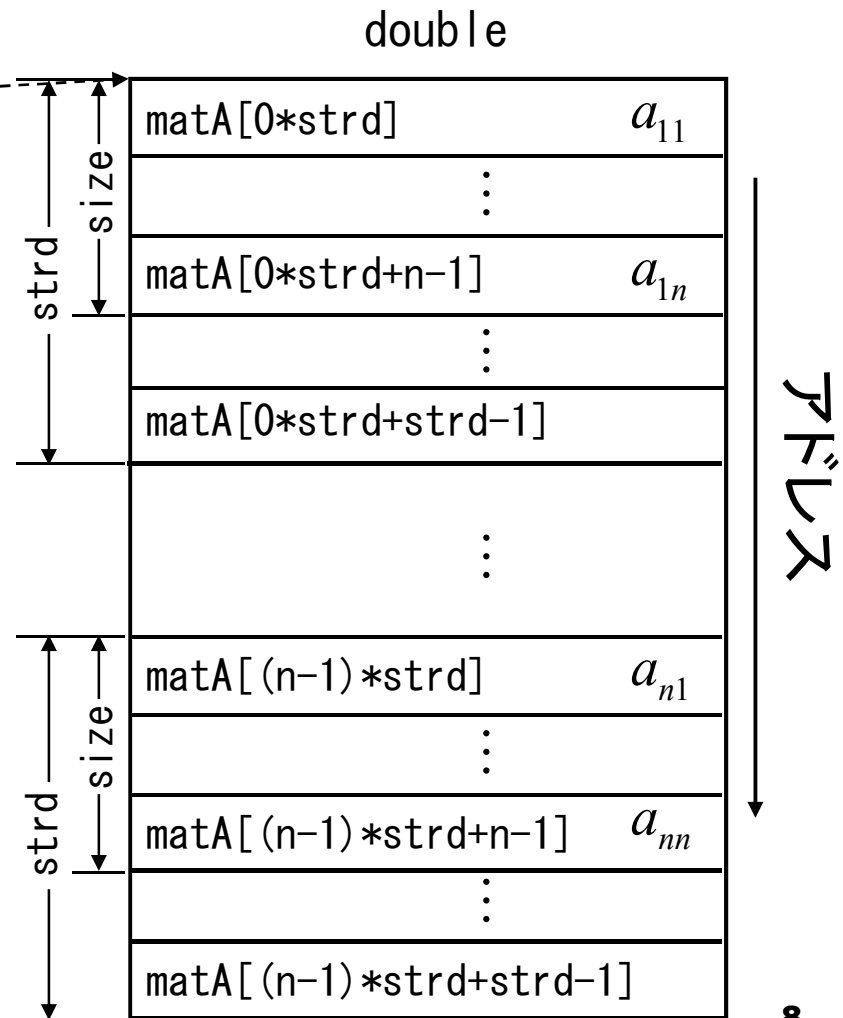 double
strd
size
matA[0*strd] a₁₁
⋮
matA[0*strd+n-1] a₁ₙ
⋮
matA[0*strd+strd-1]
⋮
アドレス
strd
size
matA[(n-1)*strd] aₙ₁
⋮
matA[(n-1)*strd+n-1] aₙₙ
⋮
matA[(n-1)*strd+strd-1]